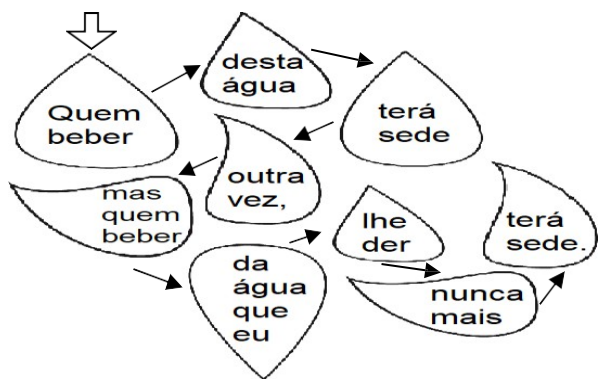 Quem
beber
desta
água
terá
sede
outra
vez,
mas
quem
beber
da
água
que
eu
lhe
der
nunca
mais
terá
sede.